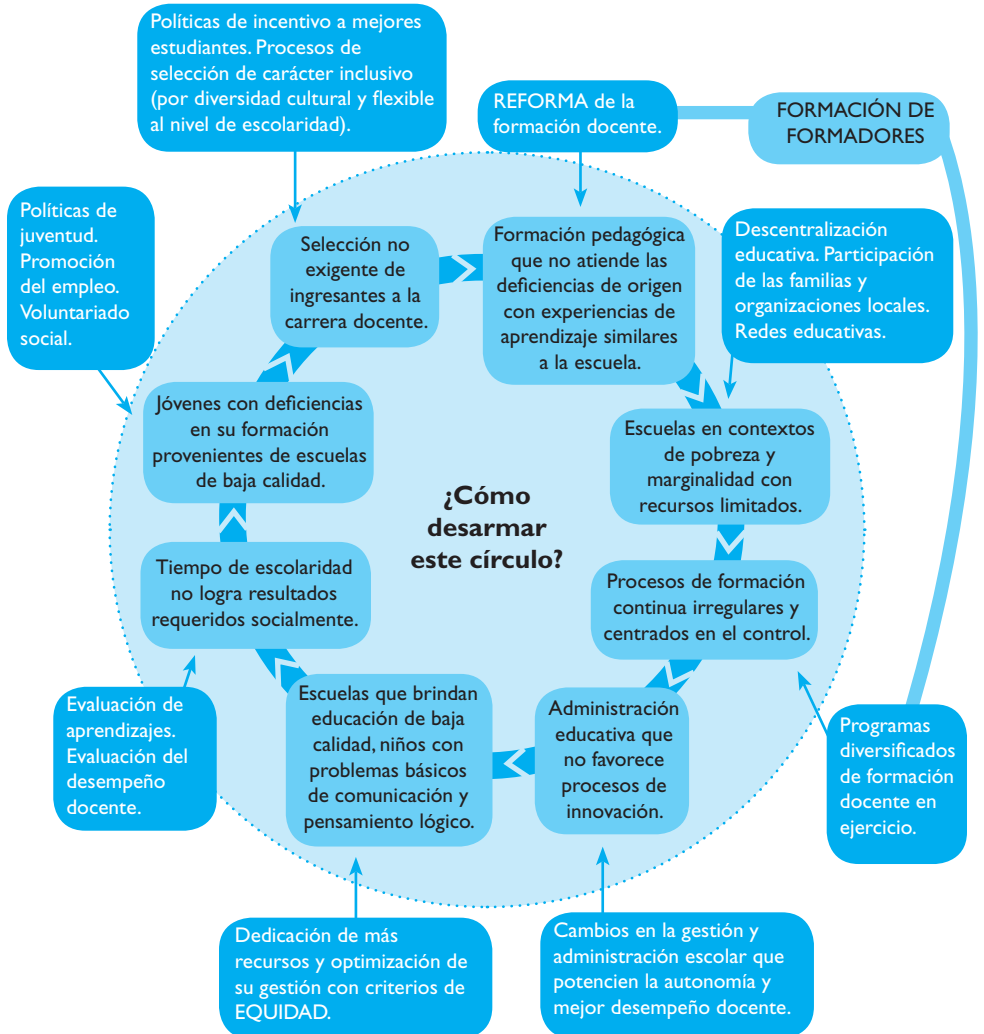 Políticas de incentivo a mejores
estudiantes. Procesos de
selección de carácter inclusivo
(por diversidad cultural y flexible
al nivel de escolaridad).
REFORMA de la
formación docente.
FORMACIÓN DE
FORMADORES
Políticas de
juventud.
Promoción
del empleo.
Voluntariado
social.
Selección no
exigente de
ingresantes a la
carrera docente.
Formación pedagógica
que no atiende las
deficiencias de origen
con experiencias de
aprendizaje similares
a la escuela.
Descentralización
educativa. Participación
de las familias y
organizaciones locales.
Redes educativas.
Jóvenes con deficiencias
en su formación
provenientes de escuelas
de baja calidad.
Escuelas en contextos
de pobreza y
marginalidad con
recursos limitados.
¿Cómo
desarmar
este círculo?
Tiempo de escolaridad
no logra resultados
requeridos socialmente.
Procesos de formación
continua irregulares y
centrados en el control.
Evaluación de
aprendizajes.
Evaluación del
desempeño
docente.
Escuelas que brindan
educación de baja
calidad, niños con
problemas básicos
de comunicación y
pensamiento lógico.
Administración
educativa que
no favorece
procesos de
innovación.
Programas
diversificados
de formación
docente en
ejercicio.
Dedicación de más
recursos y optimización de
su gestión con criterios de
EQUIDAD.
Cambios en la gestión y
administración escolar que
potencien la autonomía y
mejor desempeño docente.